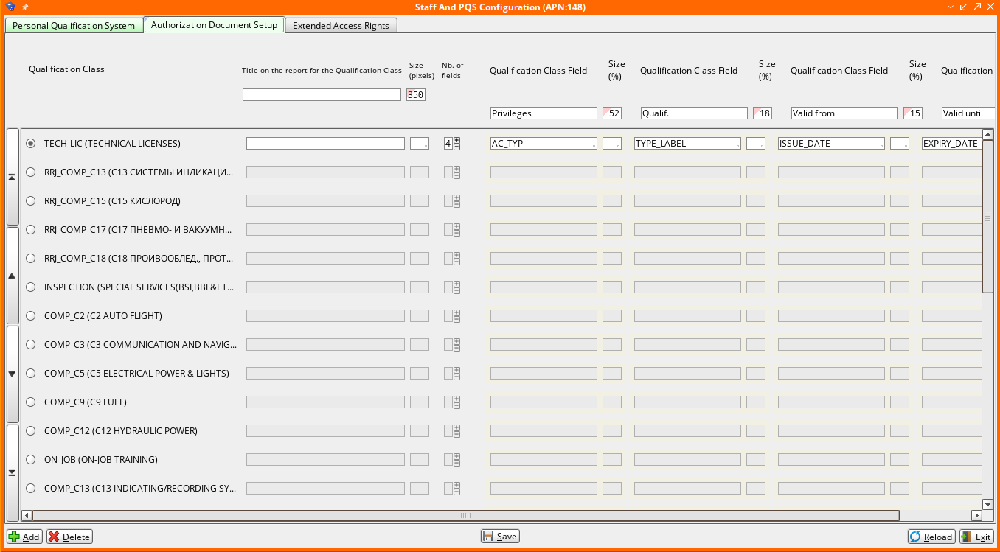 Staff And PQS Configuration (APN:148)
Personal Qualification System
Authorization Document Setup
Extended Access Rights
Qualification Class
Title on the report for the Qualification Class
Size
(pixels)
Nb. of
fields
Qualification Class Field
Size
(%)
Qualification Class Field
Size
(%)
Qualification Class Field
Size
(%)
Qualification
350
Privileges
52
Qualif.
18
Valid from
15
Valid until
TECH-LIC (TECHNICAL LICENSES)
4
AC_TYP
TYPE_LABEL
ISSUE_DATE
EXPIRY_DATE
RRJ_COMP_C13 (C13 СИСТЕМЫ ИНДИКАЦИ...
RRJ_COMP_C15 (C15 КИСЛОРОД)
RRJ_COMP_C17 (C17 ПНЕВМО- И ВАКУУМН...
RRJ_COMP_C18 (C18 ПРОИВООБЛЕД., ПРОТ...
INSPECTION (SPECIAL SERVICES(BSI,BBL&ET...
COMP_C2 (C2 AUTO FLIGHT)
COMP_C3 (C3 COMMUNICATION AND NAVIG...
COMP_C5 (C5 ELECTRICAL POWER & LIGHTS)
COMP_C9 (C9 FUEL)
COMP_C12 (C12 HYDRAULIC POWER)
ON_JOB (ON-JOB TRAINING)
COMP_C13 (C13 INDICATING/RECORDING SY...
Add
Delete
Save
Reload
Exit